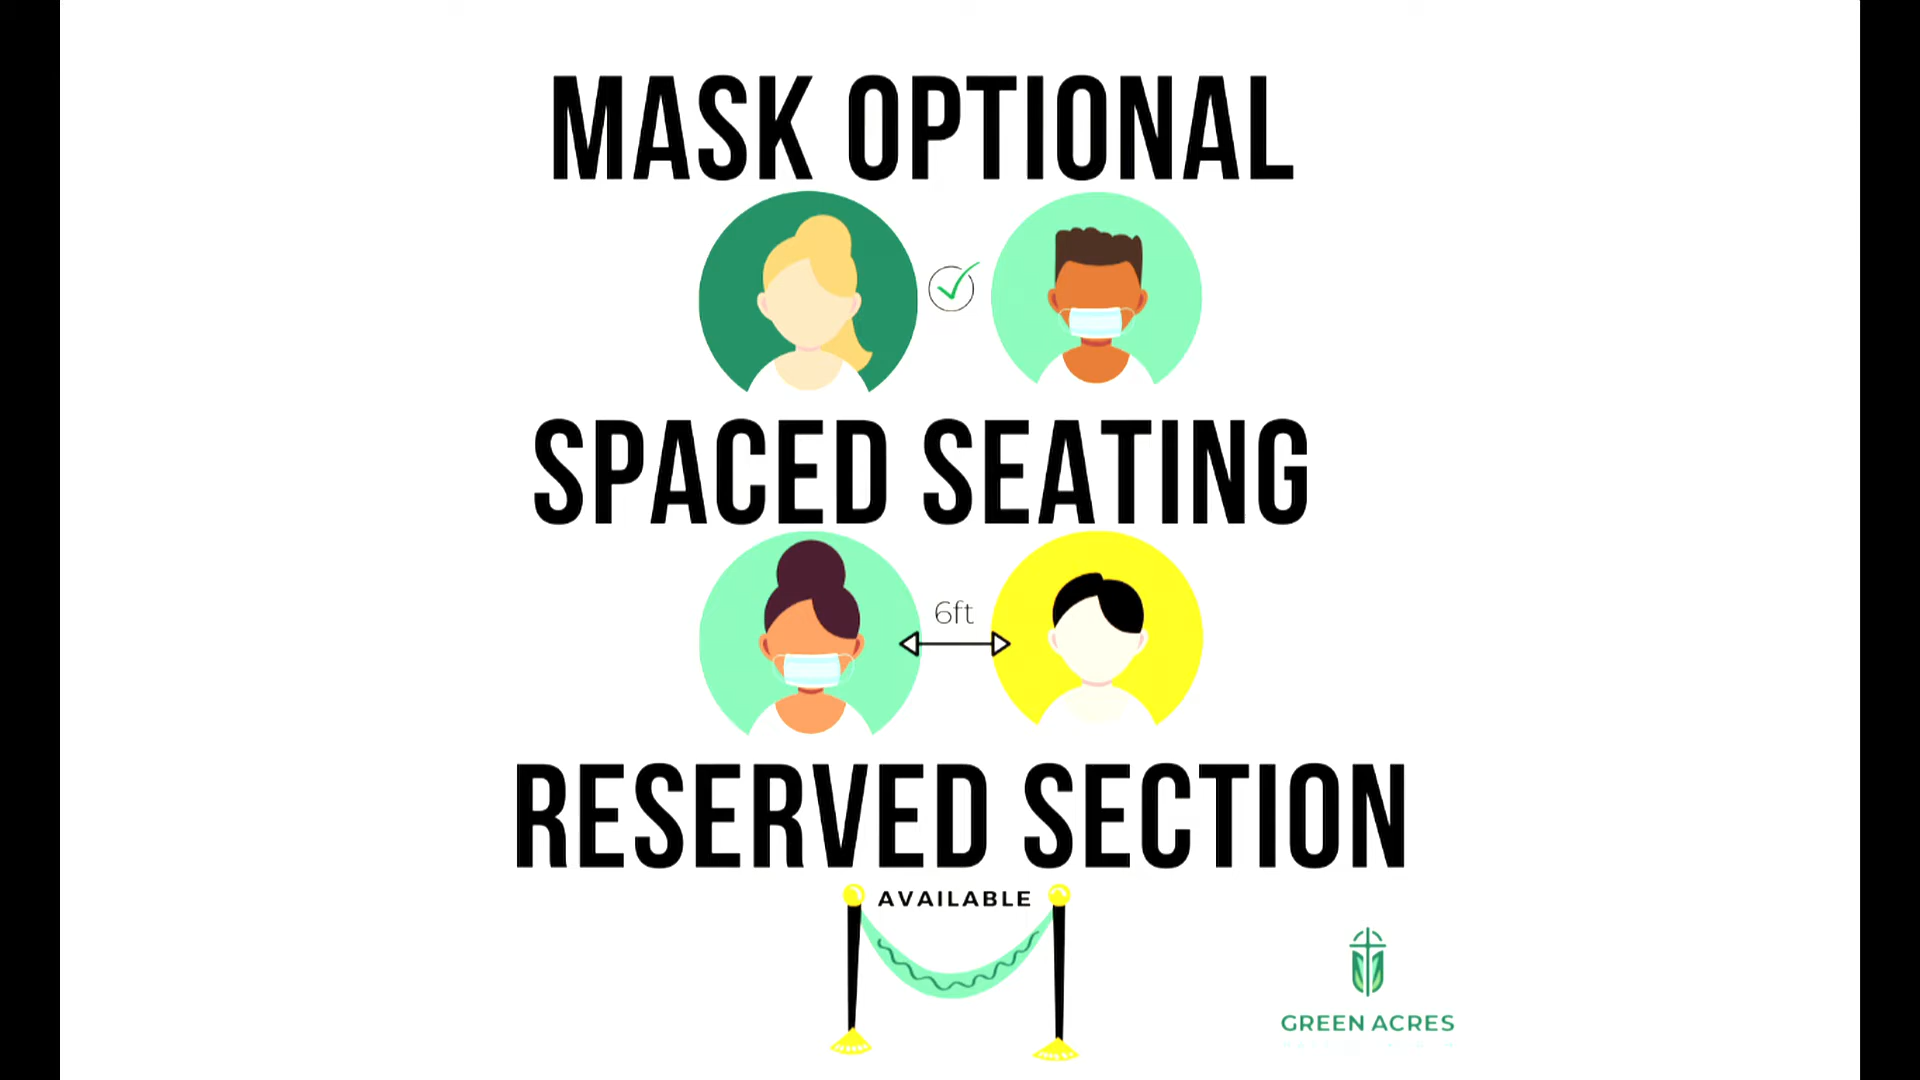 MASK OPTIONAL
SPACED SEATING
6ft
RESERVED SECTION
AVAILABLE
GREEN ACRES